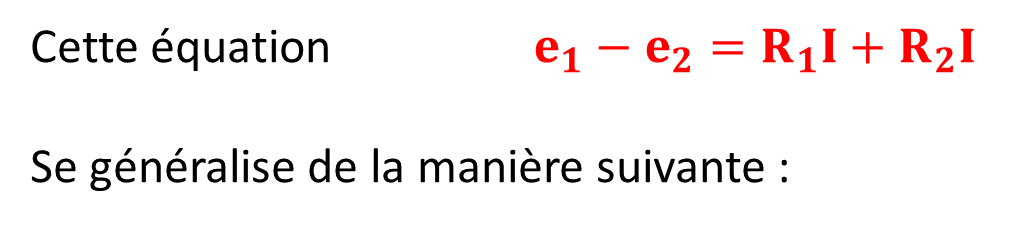 Cette équation e₁ − e₂ = R₁I + R₂I
Se généralise de la manière suivante :